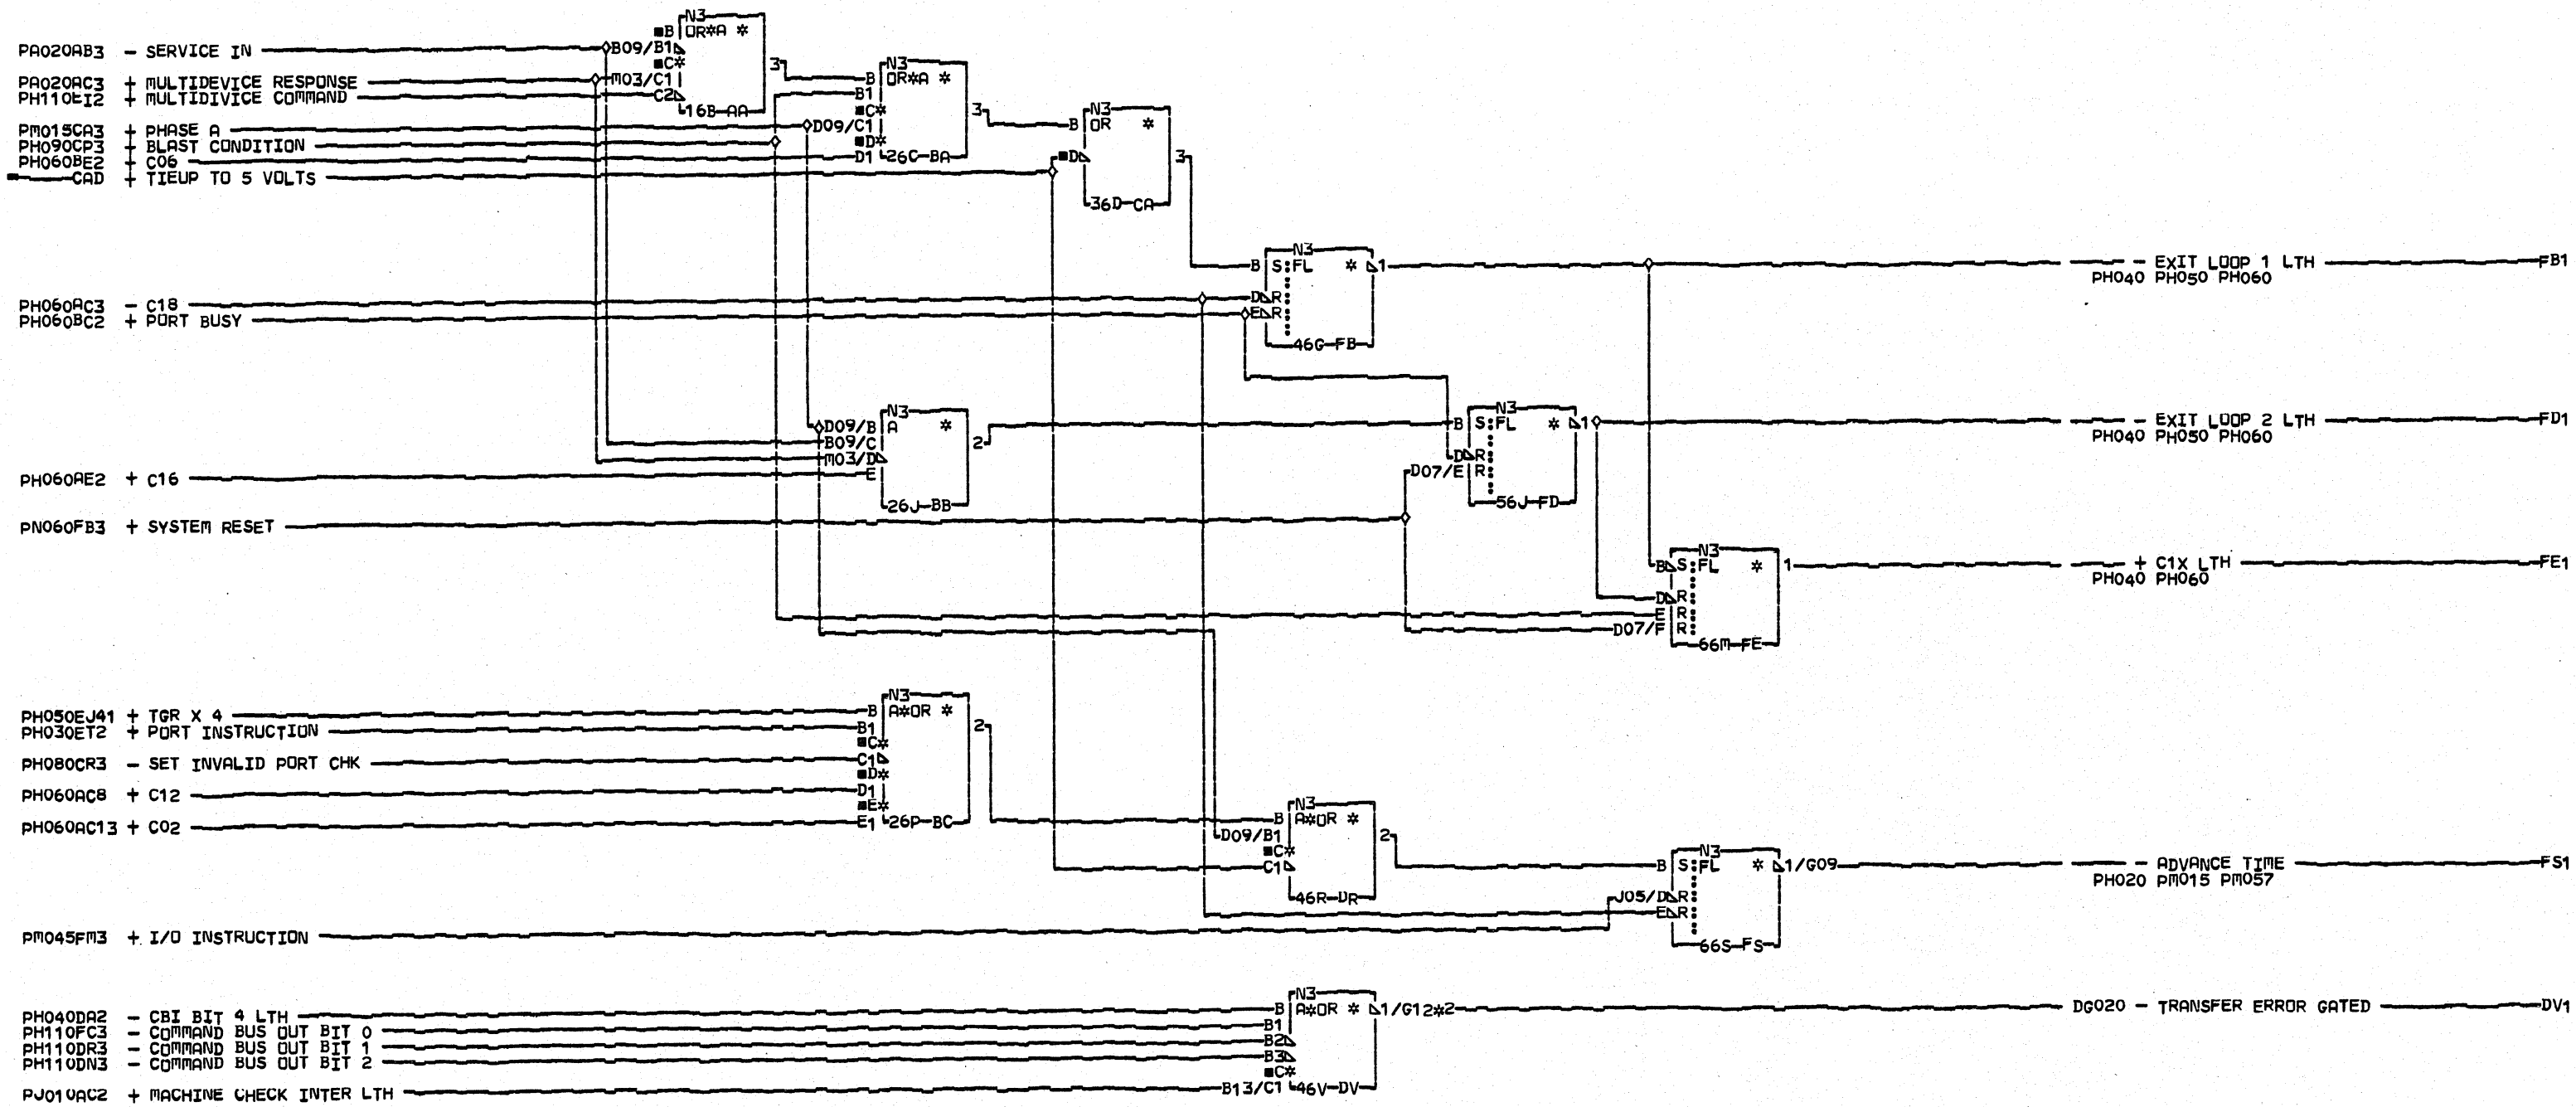 PA020AB3 - SERVICE IN
PA020AC3 + MULTIDEVICE RESPONSE
PH110EI2 + MULTIDIVICE COMMAND
PM015CA3 + PHASE A
PH090CP3 + BLAST CONDITION
PH060BE2 + C06
CAD + TIEUP TO 5 VOLTS
N3
B OR*A *
B09/B1
C*
M03/C1
C2
3
16B-AA
N3
B OR*A *
B1
C*
D09/C1
D*
D1
3
26C-BA
N3
B OR *
D
3
36D-CA
PH060AC3 - C18
PH060BC2 + PORT BUSY
N3
B S FL * 1
D R
E R
46G-FB
- EXIT LOOP 1 LTH FB1
PH040 PH050 PH060
N3
D09/B A *
B09/C
M03/D
E
2
26J-BB
PH060AE2 + C16
N3
B S FL * 1
D R
D07/E R
56J-FD
- EXIT LOOP 2 LTH FD1
PH040 PH050 PH060
PN060FB3 + SYSTEM RESET
N3
B S FL * 1
D R
E R
D07/F R
66M-FE
+ C1X LTH FE1
PH040 PH060
PH050EJ41 + TGR X 4
PH030ET2 + PORT INSTRUCTION
PH080CR3 - SET INVALID PORT CHK
PH060AC8 + C12
PH060AC13 + C02
N3
B A*OR *
B1
C*
C1
D*
D1
E*
E1
2
26P-BC
N3
B A*OR *
D09/B1
C*
C1
2
46R-DR
N3
B S FL * 1/G09
J05/D R
E R
66S-FS
- ADVANCE TIME FS1
PH020 PM015 PM057
PM045FM3 + I/O INSTRUCTION
PH040DA2 - CBI BIT 4 LTH
PH110FC3 - COMMAND BUS OUT BIT 0
PH110DR3 - COMMAND BUS OUT BIT 1
PH110DN3 - COMMAND BUS OUT BIT 2
PJ010AC2 + MACHINE CHECK INTER LTH
N3
B A*OR * 1/G12*2
B1
B2
B3
C*
B13/C1
46V-DV
DG020 - TRANSFER ERROR GATED DV1